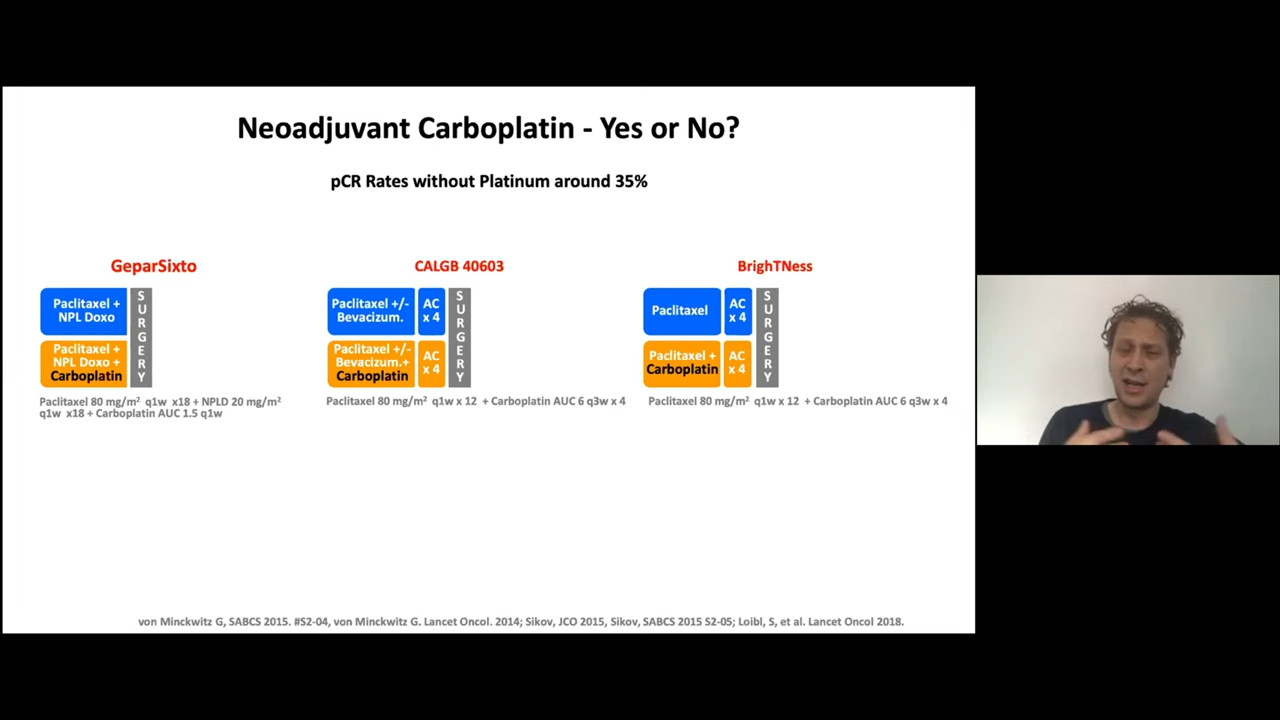 Neoadjuvant Carboplatin - Yes or No?
pCR Rates without Platinum around 35%
GeparSixto
Paclitaxel +
NPL Doxo
Paclitaxel +
NPL Doxo +
Carboplatin
SURGERY
Paclitaxel 80 mg/m² q1w x18 + NPLD 20 mg/m²
q1w x18 + Carboplatin AUC 1.5 q1w
CALGB 40603
Paclitaxel +/-
Bevacizum.
AC
x 4
Paclitaxel +/-
Bevacizum.+
Carboplatin
AC
x 4
SURGERY
Paclitaxel 80 mg/m² q1w x 12 + Carboplatin AUC 6 q3w x 4
BrighTNess
Paclitaxel
AC
x 4
Paclitaxel +
Carboplatin
AC
x 4
SURGERY
Paclitaxel 80 mg/m² q1w x 12 + Carboplatin AUC 6 q3w x 4
von Minckwitz G, SABCS 2015. #S2-04, von Minckwitz G. Lancet Oncol. 2014; Sikov, JCO 2015, Sikov, SABCS 2015 S2-05; Loibl, S, et al. Lancet Oncol 2018.